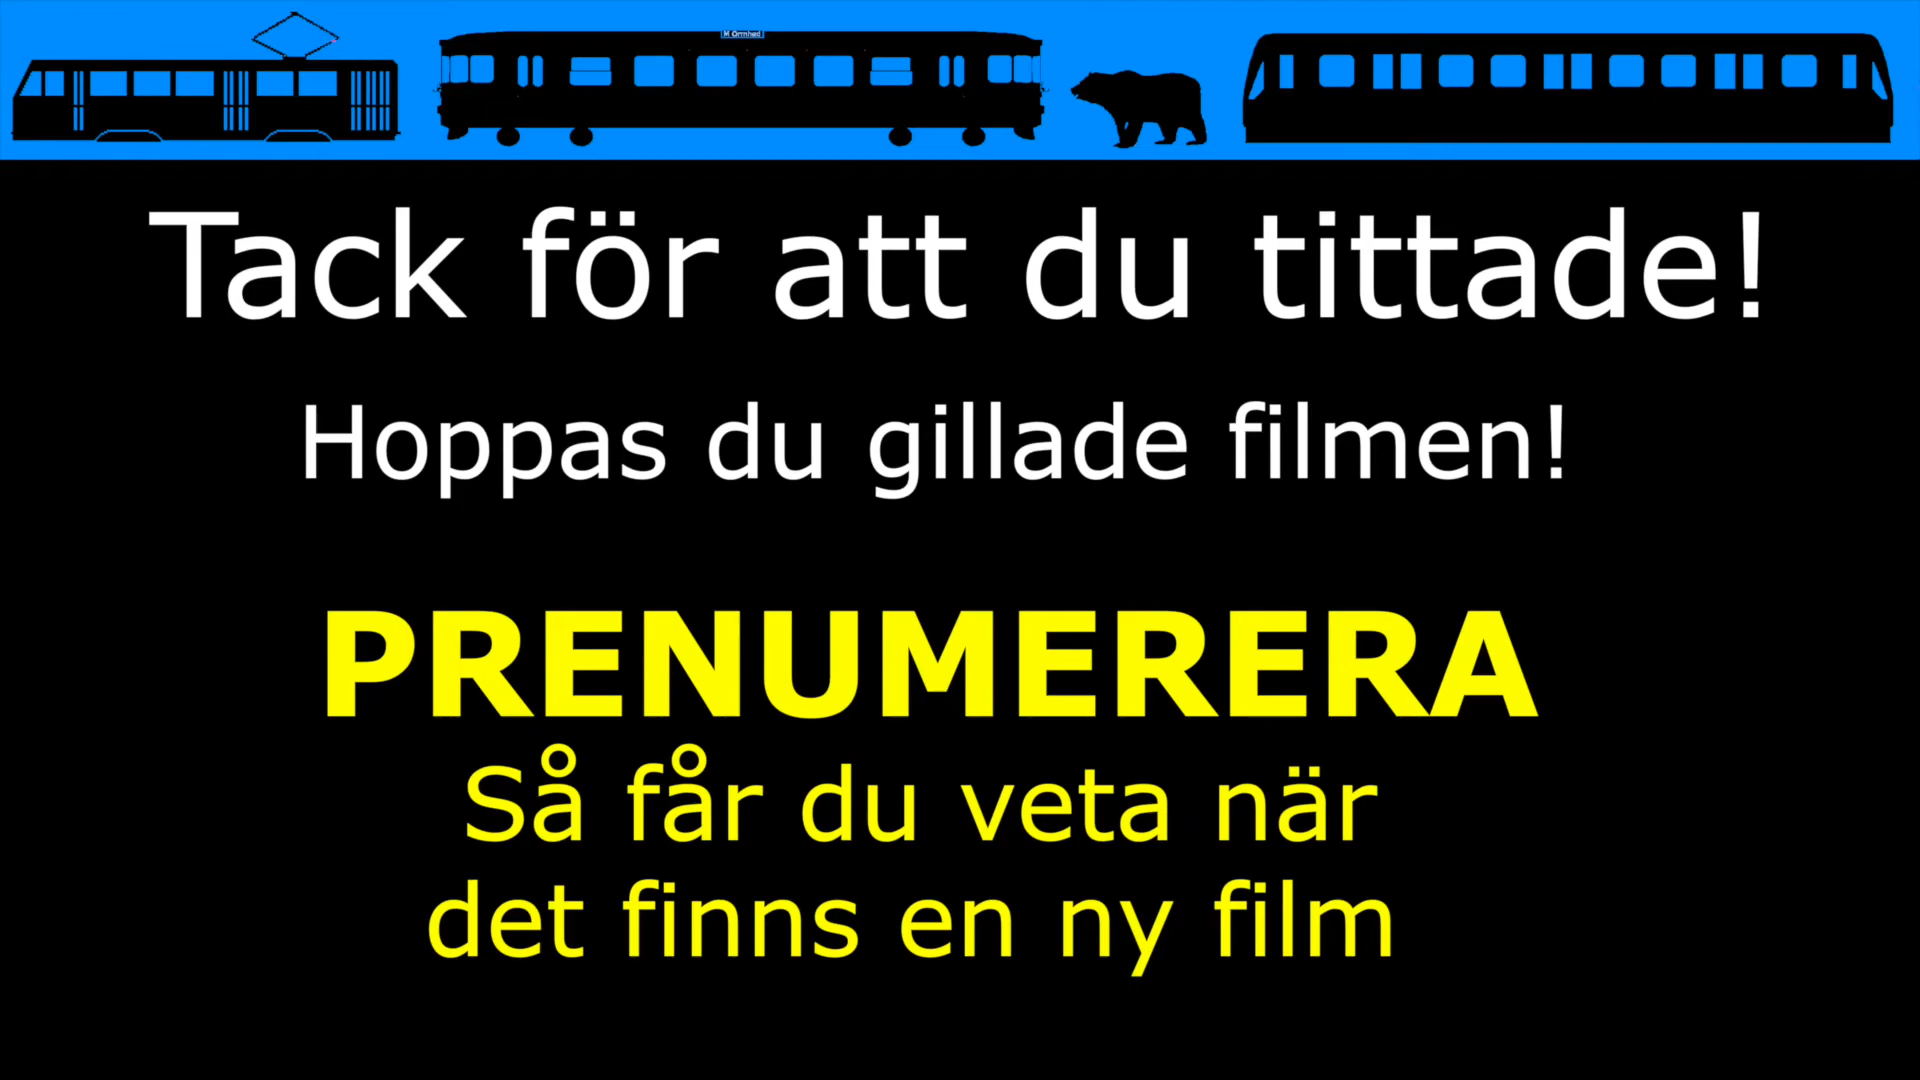 M Ormhed
Tack för att du tittade!
Hoppas du gillade filmen!
PRENUMERERA
Så får du veta när
det finns en ny film